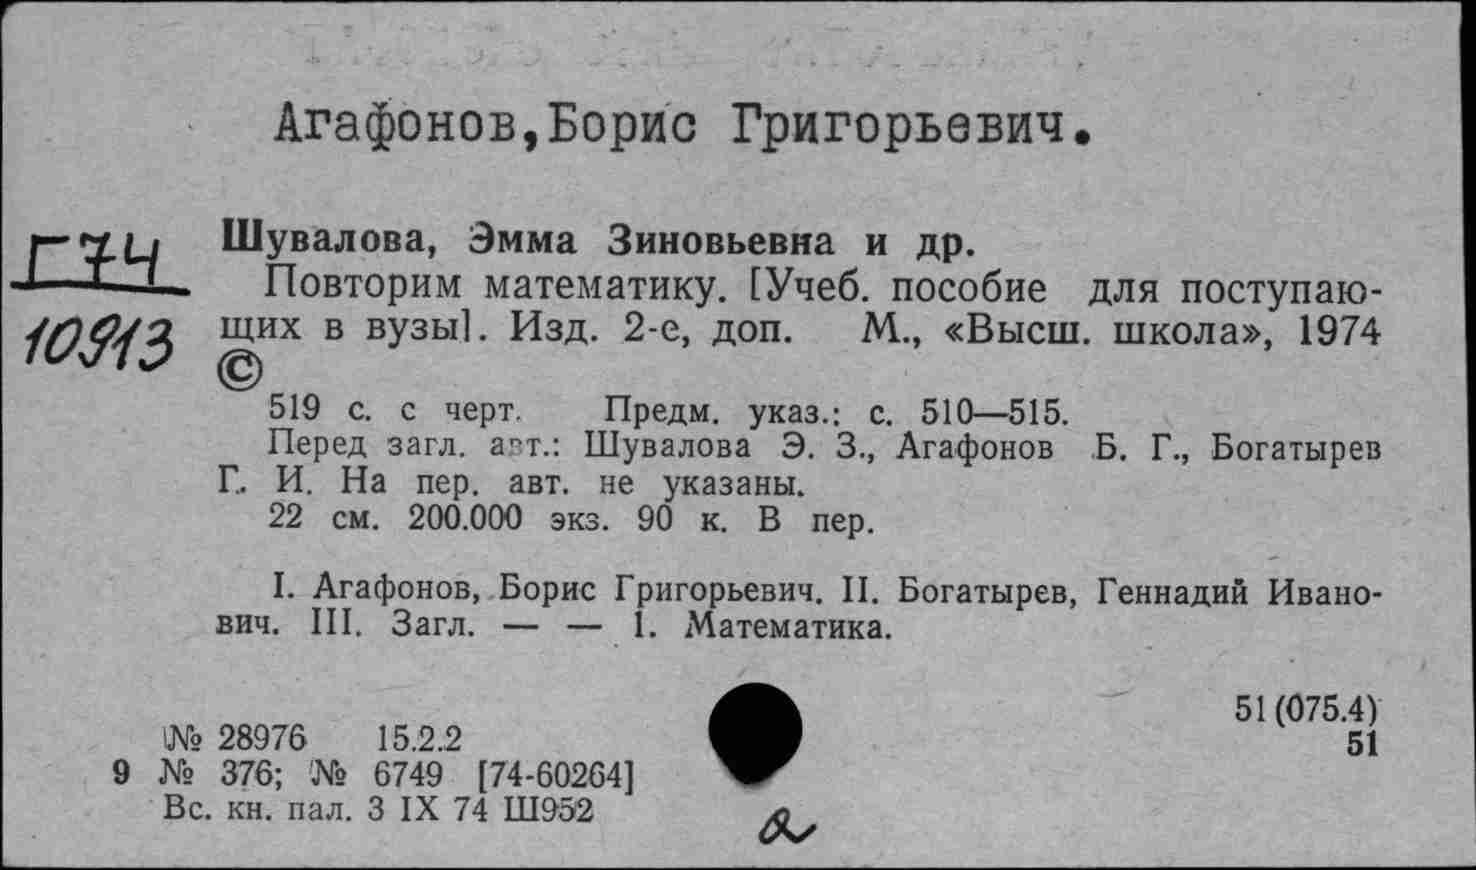 Агафонов,Борис Григорьевич.
Г74
10913
Шувалова, Эмма Зиновьевна и др.
Повторим математику. [Учеб. пособие для поступаю-
щих в вузы]. Изд. 2-е, доп. М., «Высш. школа», 1974
©
519 с. с черт. Предм. указ.: с. 510—515.
Перед загл. авт.: Шувалова Э. З., Агафонов Б. Г., Богатырев
Г. И. На пер. авт. не указаны.
22 см. 200.000 экз. 90 к. В пер.
I. Агафонов, Борис Григорьевич. II. Богатырев, Геннадий Ивано-
вич. III. Загл. — — 1. Математика.
51(075.4)
51
№ 28976 15.2.2
9 № 376; № 6749 [74-60264]
Вс. кн. пал. 3 IX 74 Ш952